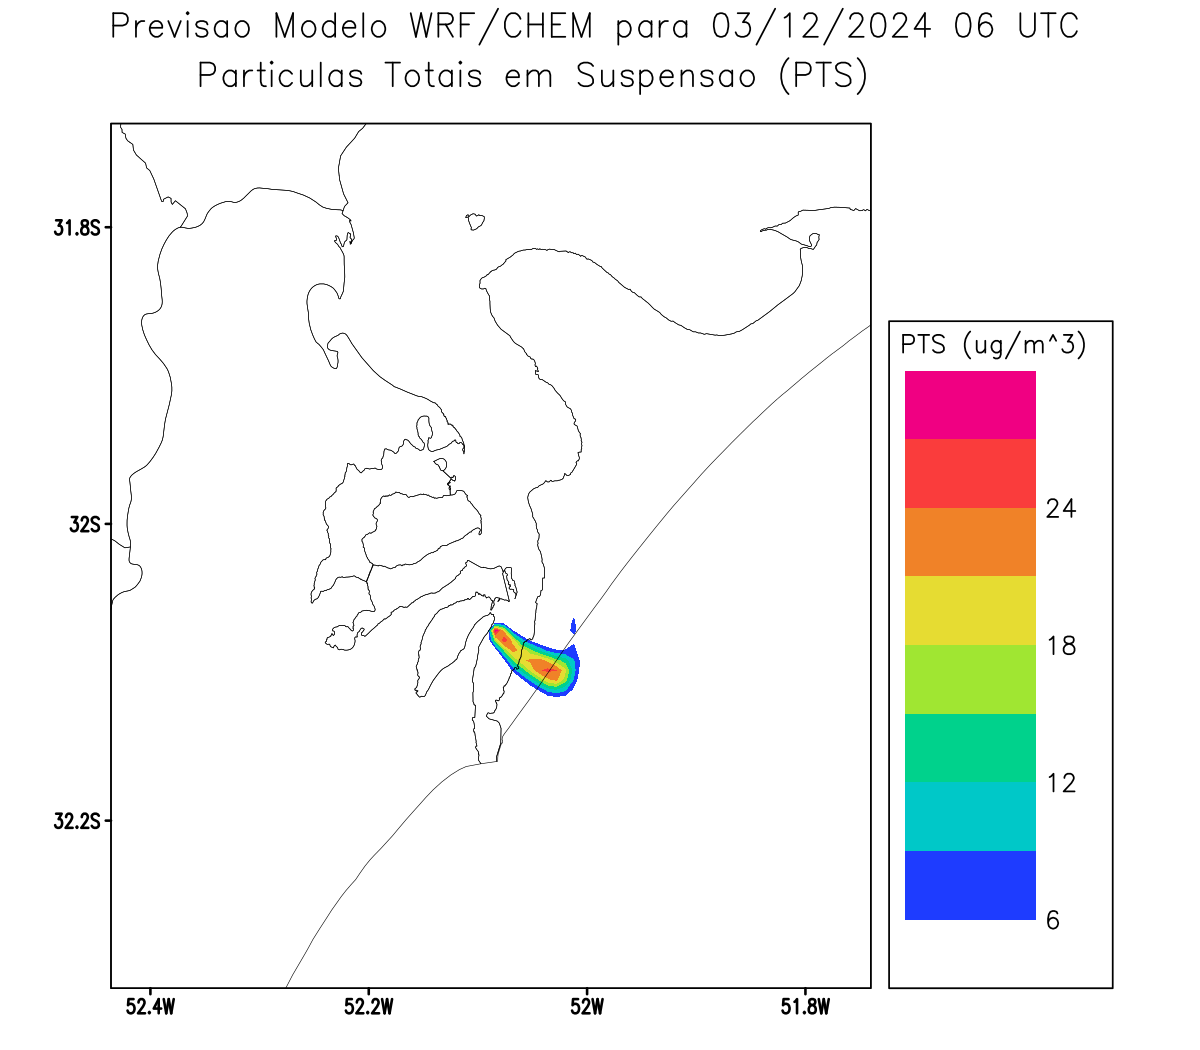 Previsao Modelo WRF/CHEM para 03/12/2024 06 UTC
Particulas Totais em Suspensao (PTS)
31.8S
32S
32.2S
52.4W
52.2W
52W
51.8W
PTS (ug/m^3)
24
18
12
6